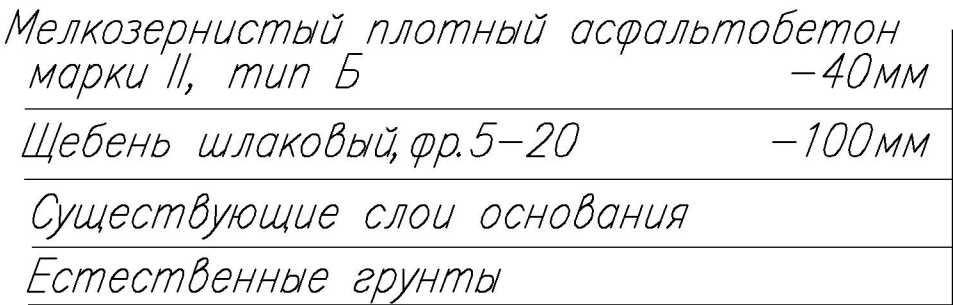 Мелкозернистый плотный асфальтобетон
марки II, тип Б –40мм
Щебень шлаковый, фр.5–20 –100мм
Существующие слои основания
Естественные грунты